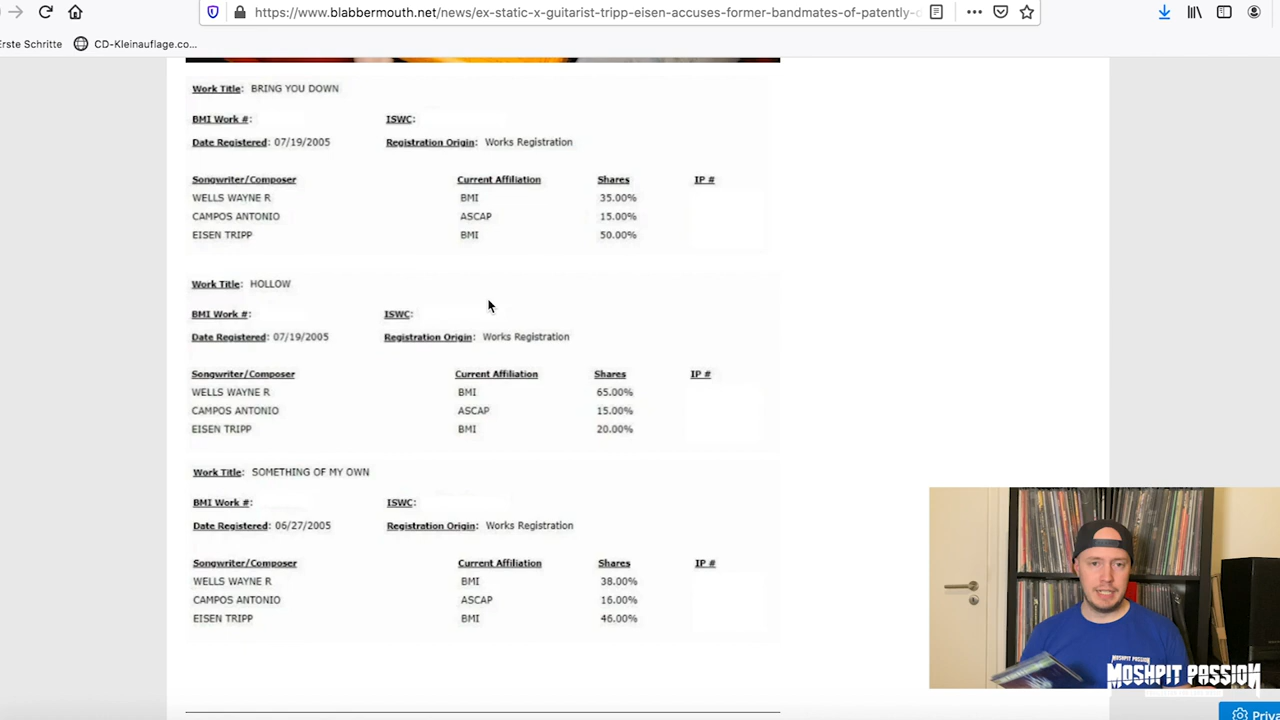 https://www.blabbermouth.net/news/ex-static-x-guitarist-tripp-eisen-accuses-former-bandmates-of-patently-
Erste Schritte CD-Kleinauflage.co...
Work Title: BRING YOU DOWN
BMI Work #: ISWC:
Date Registered: 07/19/2005 Registration Origin: Works Registration
Songwriter/Composer Current Affiliation Shares IP #
WELLS WAYNE R BMI 35.00%
CAMPOS ANTONIO ASCAP 15.00%
EISEN TRIPP BMI 50.00%
Work Title: HOLLOW
BMI Work #: ISWC:
Date Registered: 07/19/2005 Registration Origin: Works Registration
Songwriter/Composer Current Affiliation Shares IP #
WELLS WAYNE R BMI 65.00%
CAMPOS ANTONIO ASCAP 15.00%
EISEN TRIPP BMI 20.00%
Work Title: SOMETHING OF MY OWN
BMI Work #: ISWC:
Date Registered: 06/27/2005 Registration Origin: Works Registration
Songwriter/Composer Current Affiliation Shares IP #
WELLS WAYNE R BMI 38.00%
CAMPOS ANTONIO ASCAP 16.00%
EISEN TRIPP BMI 46.00%
MOSHPIT PASSION
MOSHPIT PASSION
Priva